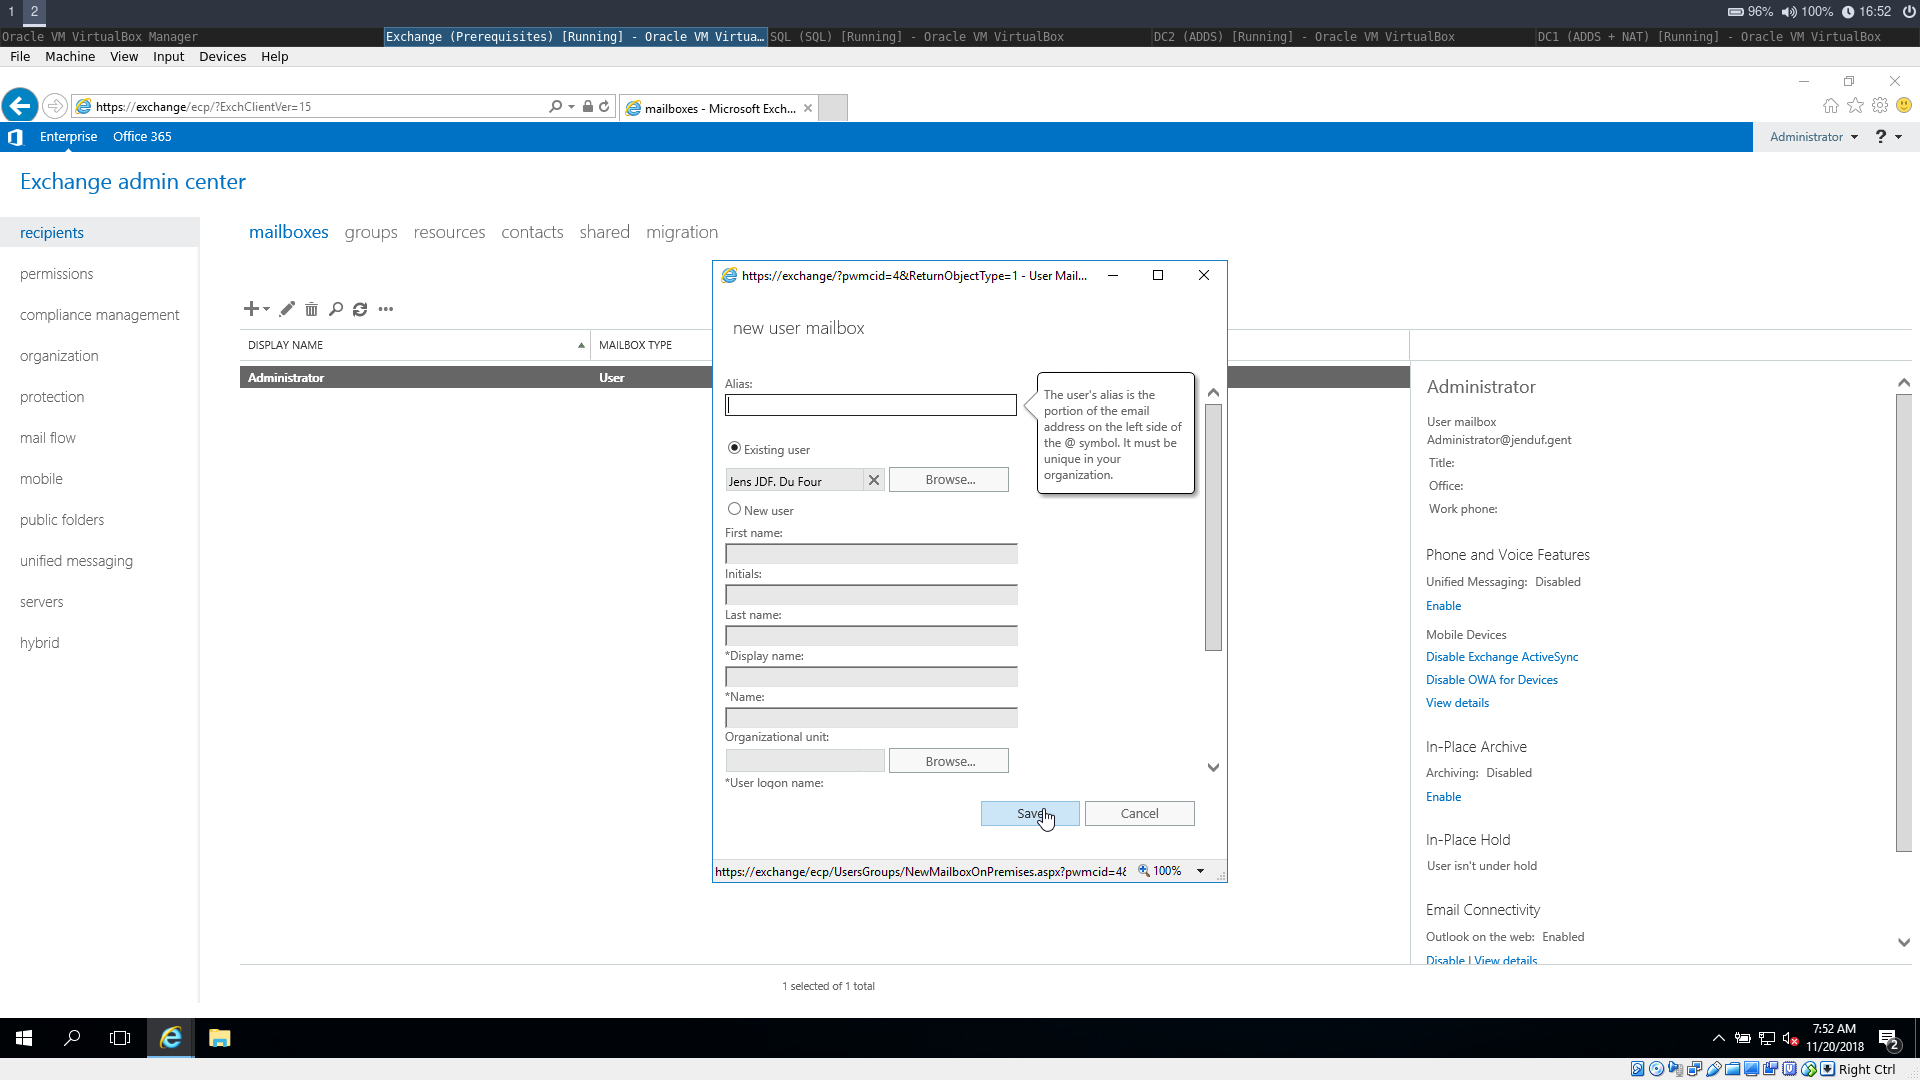 1 2
96% 100% 16:52
Oracle VM VirtualBox Manager
Exchange (Prerequisites) [Running] - Oracle VM Virtua...
SQL (SQL) [Running] - Oracle VM VirtualBox
DC2 (ADDS) [Running] - Oracle VM VirtualBox
DC1 (ADDS + NAT) [Running] - Oracle VM VirtualBox
File Machine View Input Devices Help
https://exchange/ecp/?ExchClientVer=15
mailboxes - Microsoft Exch...
Enterprise Office 365
Administrator ?
Exchange admin center
recipients
permissions
compliance management
organization
protection
mail flow
mobile
public folders
unified messaging
servers
hybrid
mailboxes groups resources contacts shared migration
DISPLAY NAME MAILBOX TYPE
Administrator User
1 selected of 1 total
https://exchange/?pwmcid=4&ReturnObjectType=1 - User Mail...
new user mailbox
Alias:
The user's alias is the
portion of the email
address on the left side of
the @ symbol. It must be
unique in your
organization.
Existing user
Jens JDF. Du Four Browse...
New user
First name:
Initials:
Last name:
*Display name:
*Name:
Organizational unit:
Browse...
*User logon name:
Save Cancel
https://exchange/ecp/UsersGroups/NewMailboxOnPremises.aspx?pwmcid=4&
100%
Administrator
User mailbox
Administrator@jenduf.gent
Title:
Office:
Work phone:
Phone and Voice Features
Unified Messaging: Disabled
Enable
Mobile Devices
Disable Exchange ActiveSync
Disable OWA for Devices
View details
In-Place Archive
Archiving: Disabled
Enable
In-Place Hold
User isn't under hold
Email Connectivity
Outlook on the web: Enabled
Disable | View details
7:52 AM
11/20/2018
2
Right Ctrl